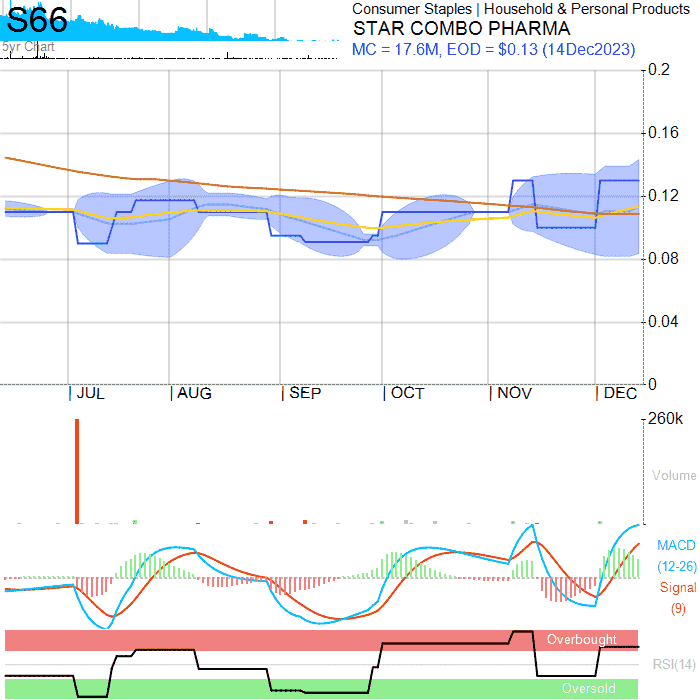 S66
5yr Chart
Consumer Staples | Household & Personal Products
STAR COMBO PHARMA
MC = 17.6M, EOD = $0.13 (14Dec2023)
0.2
0.16
0.12
0.08
0.04
0
JUL AUG SEP OCT NOV DEC
260k
Volume
MACD
(12-26)
Signal
(9)
Overbought
RSI(14)
Oversold